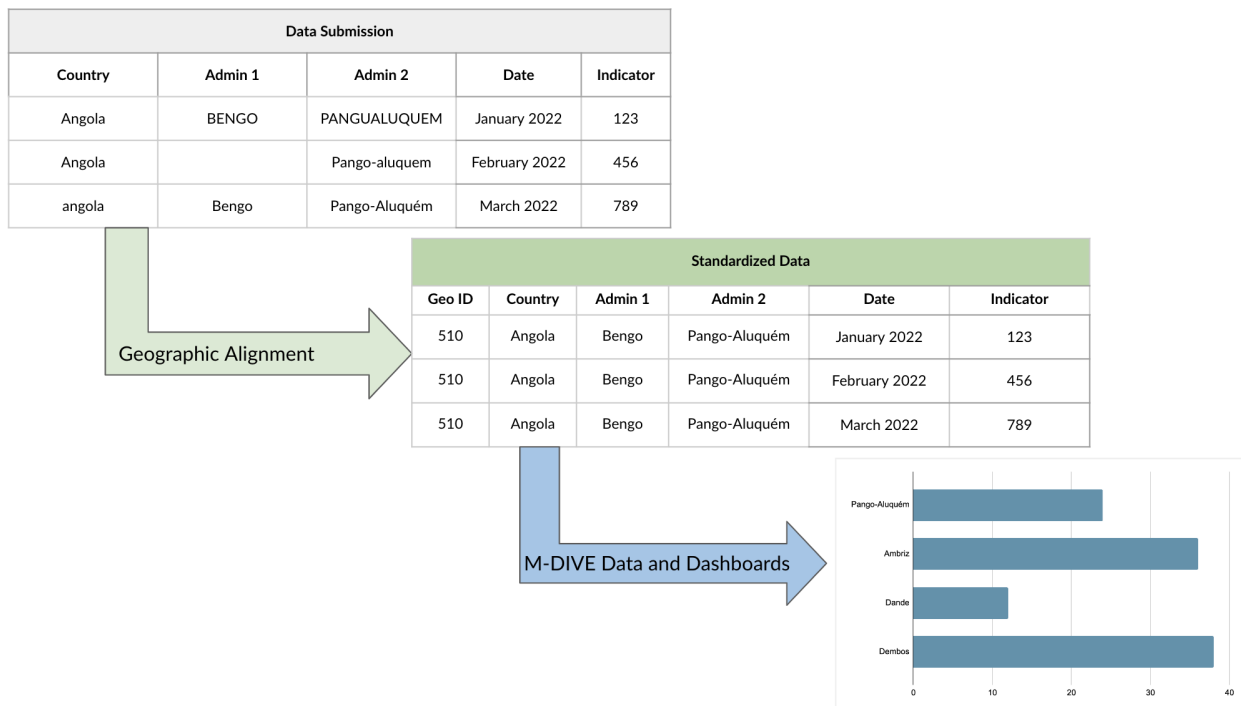 Data Submission
Country Admin 1 Admin 2 Date Indicator
Angola BENGO PANGUALUQUEM January 2022 123
Angola Pango-aluquem February 2022 456
angola Bengo Pango-Aluquém March 2022 789
Geographic Alignment
Standardized Data
Geo ID Country Admin 1 Admin 2 Date Indicator
510 Angola Bengo Pango-Aluquém January 2022 123
510 Angola Bengo Pango-Aluquém February 2022 456
510 Angola Bengo Pango-Aluquém March 2022 789
M-DIVE Data and Dashboards
Pango-Aluquém
Ambriz
Dande
Dembos
0 10 20 30 40